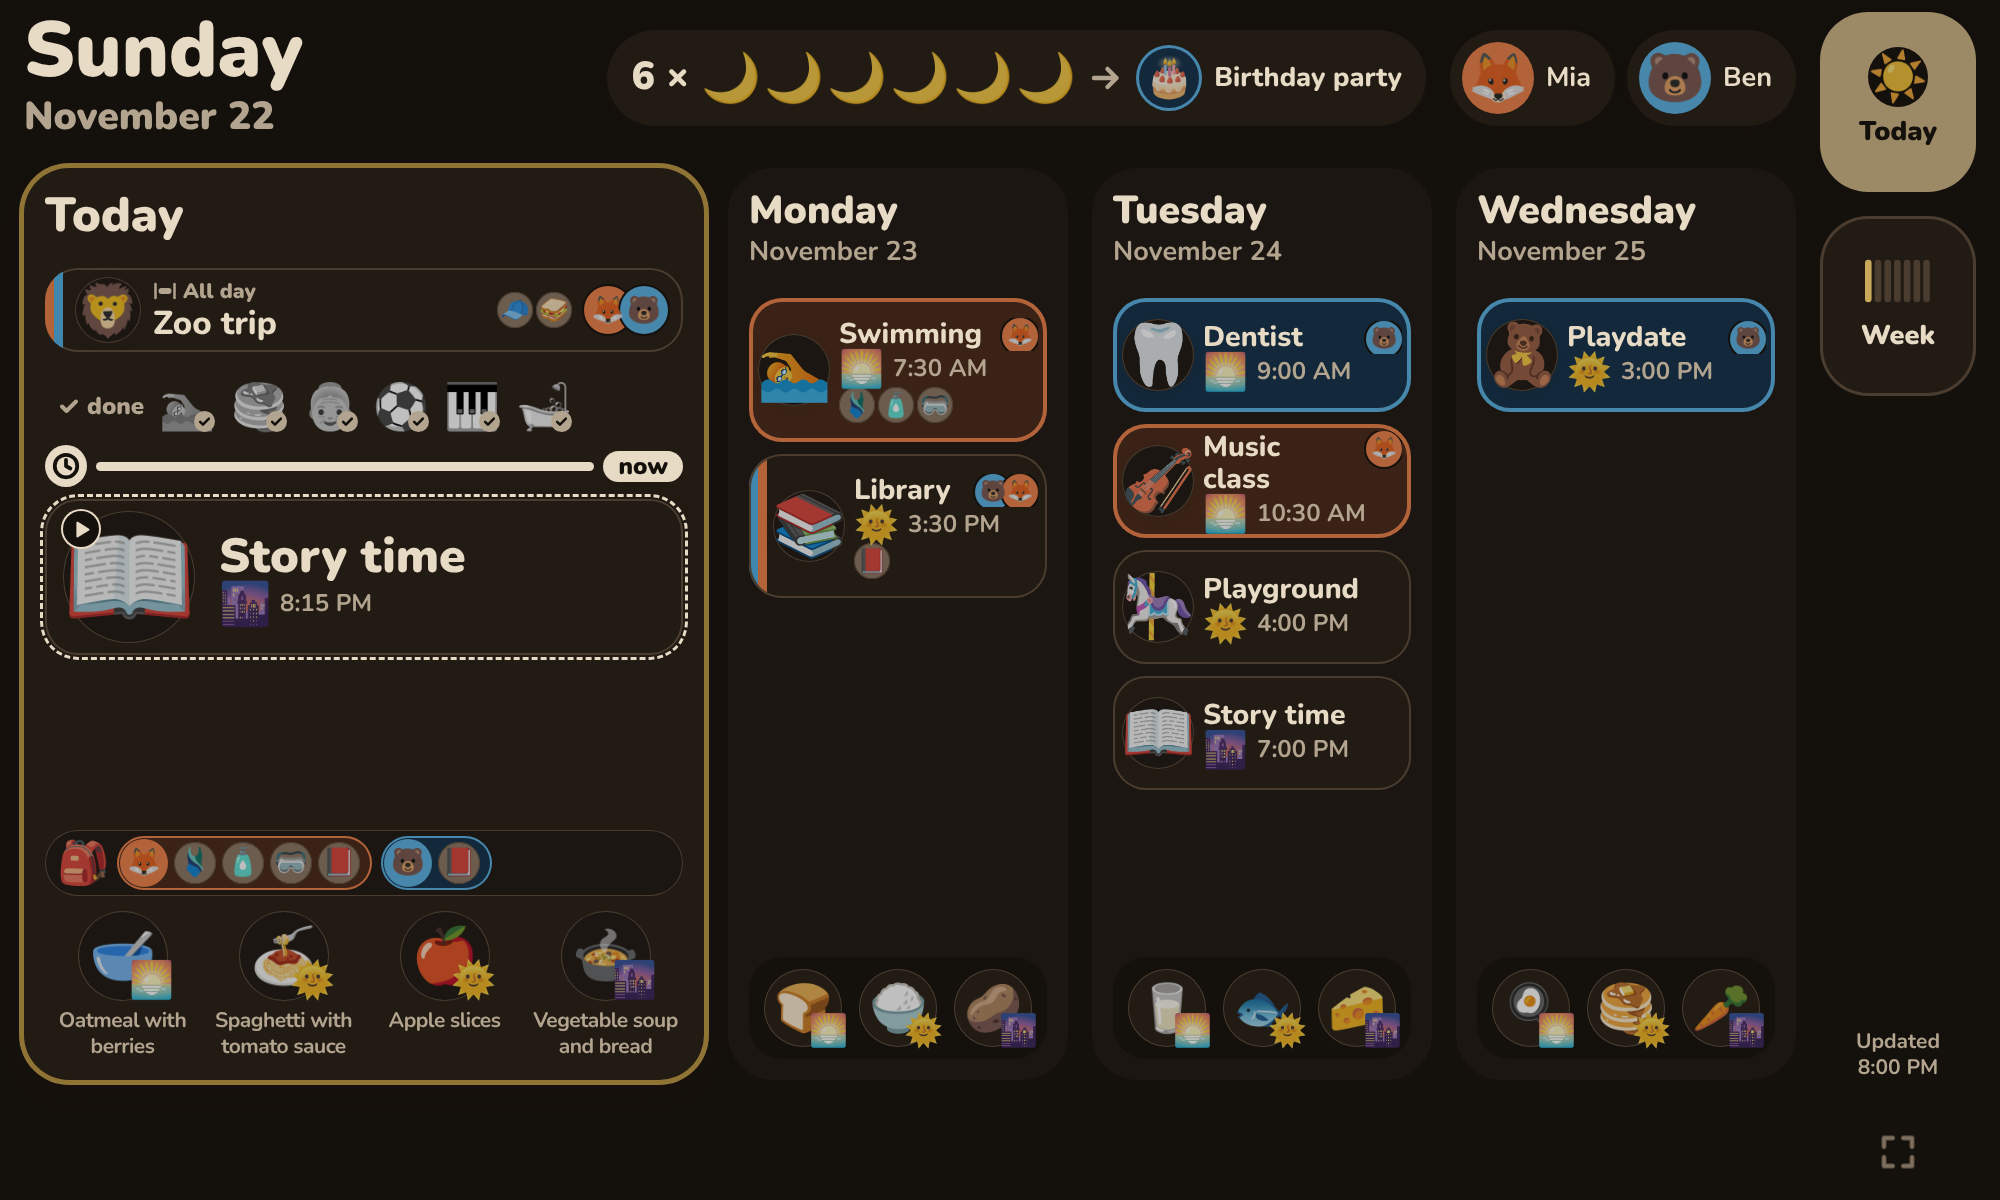 Sunday
November 22
6 ×
Birthday party
Mia
Ben
Today
Week
Today
All day
Zoo trip
done
now
Story time
8:15 PM
Oatmeal with
berries
Spaghetti with
tomato sauce
Apple slices
Vegetable soup
and bread
Monday
November 23
Swimming
7:30 AM
Library
3:30 PM
Tuesday
November 24
Dentist
9:00 AM
Music
class
10:30 AM
Playground
4:00 PM
Story time
7:00 PM
Wednesday
November 25
Playdate
3:00 PM
Updated
8:00 PM